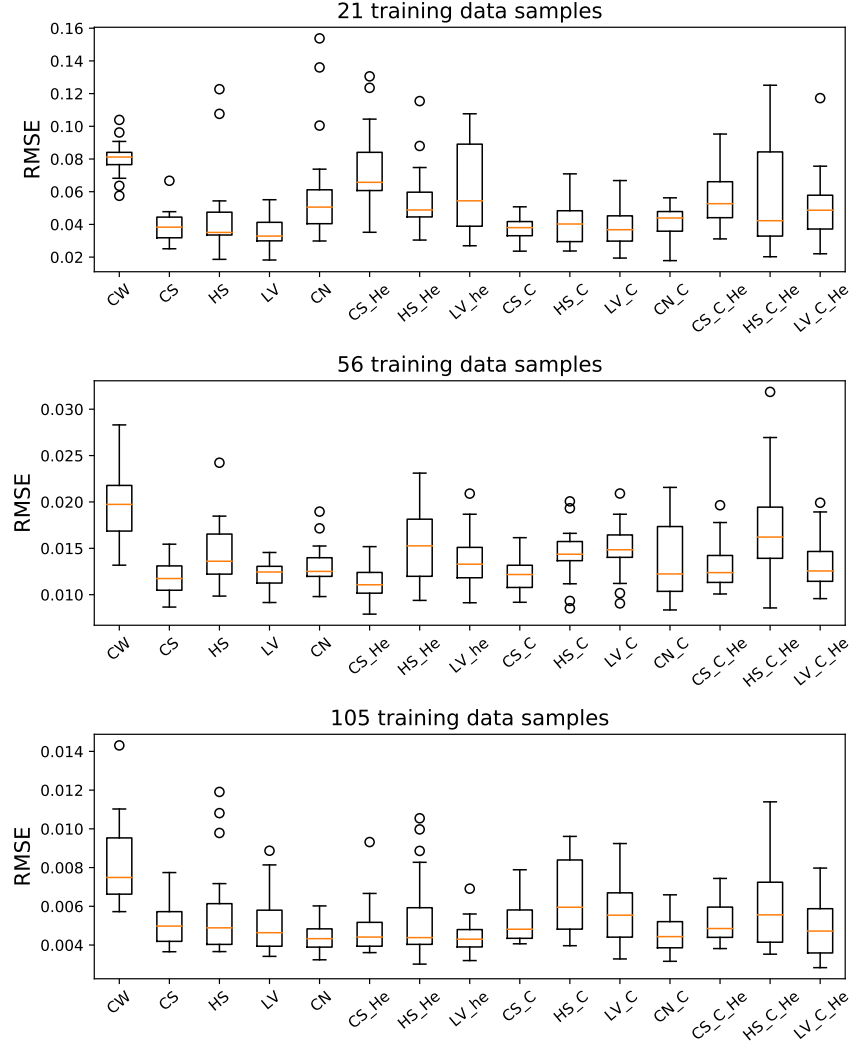 21 training data samples
RMSE
0.16
0.14
0.12
0.10
0.08
0.06
0.04
0.02
CW CS HS LV CN CS_He HS_He LV_he CS_C HS_C LV_C CN_C CS_C_He HS_C_He LV_C_He
56 training data samples
RMSE
0.030
0.025
0.020
0.015
0.010
CW CS HS LV CN CS_He HS_He LV_he CS_C HS_C LV_C CN_C CS_C_He HS_C_He LV_C_He
105 training data samples
RMSE
0.014
0.012
0.010
0.008
0.006
0.004
CW CS HS LV CN CS_He HS_He LV_he CS_C HS_C LV_C CN_C CS_C_He HS_C_He LV_C_He